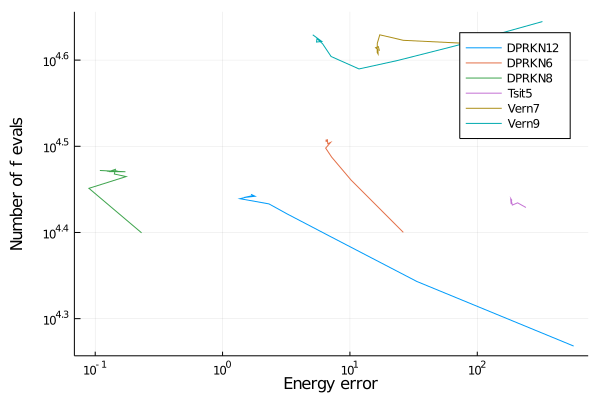 10^4.6
10^4.5
10^4.4
10^4.3
Number of f evals
DPRKN12
DPRKN6
DPRKN8
Tsit5
Vern7
Vern9
10^-1 10^0 10^1 10^2
Energy error